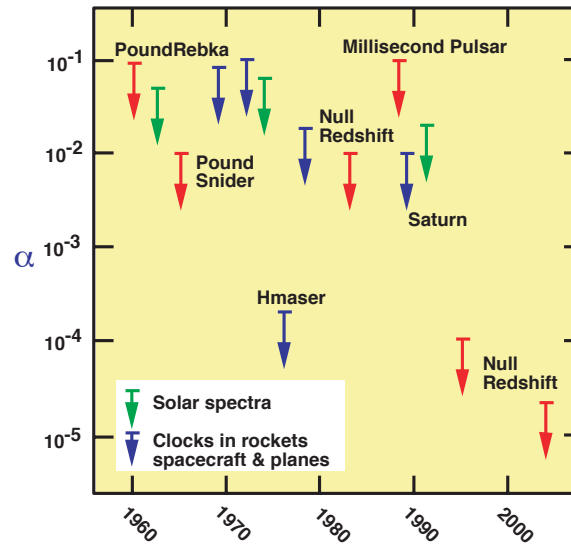 PoundRebka
Millisecond Pulsar
10-1
Null
Redshift
10-2
Pound
Snider
Saturn
10-3
α
Hmaser
10-4
Null
Redshift
Solar spectra
Clocks in rockets
spacecraft & planes
10-5
1960
1970
1980
1990
2000